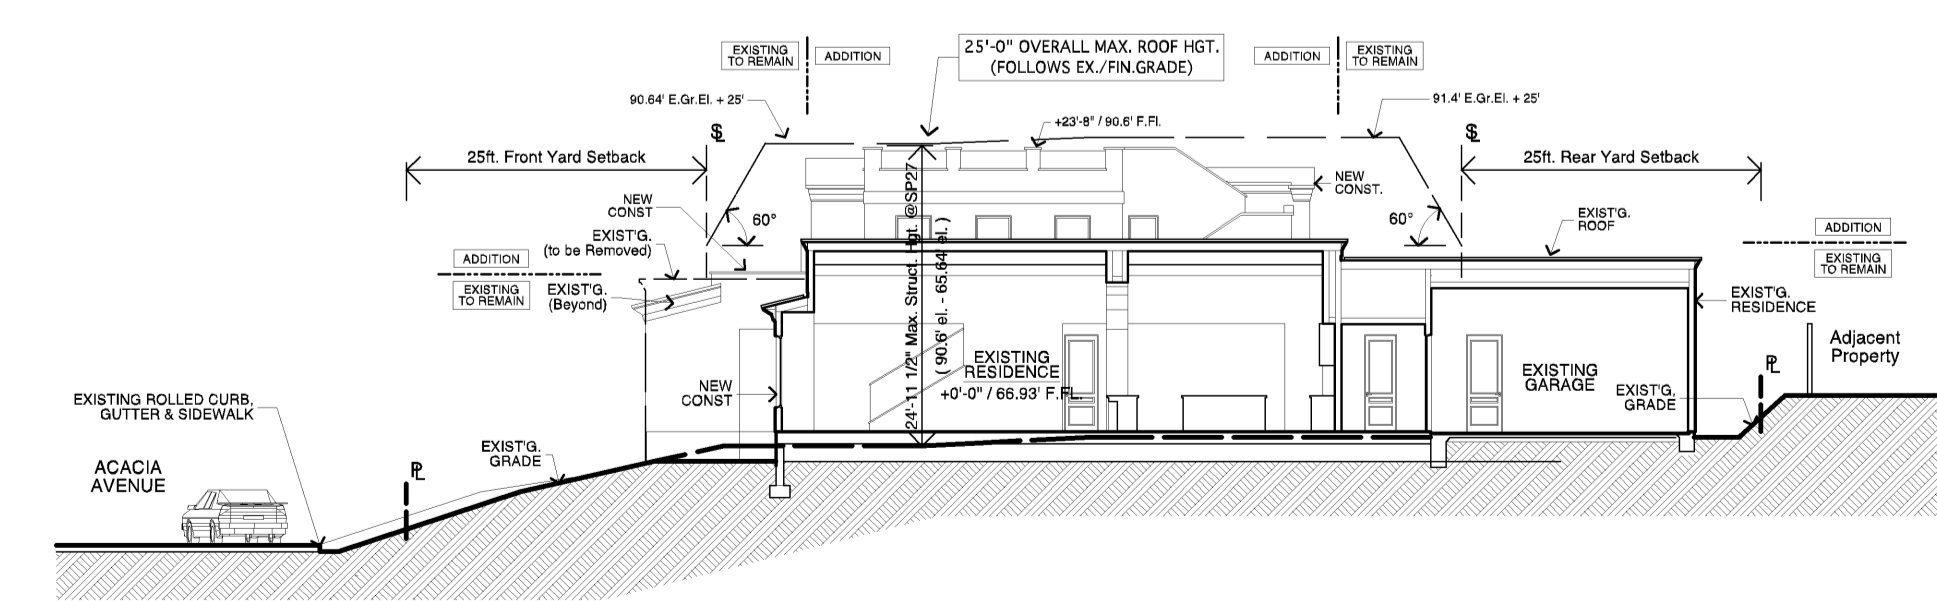 EXISTING
TO REMAIN
ADDITION
25'-0" OVERALL MAX. ROOF HGT.
(FOLLOWS EX./FIN.GRADE)
ADDITION
EXISTING
TO REMAIN
90.64' E.Gr.El. + 25'
91.4' E.Gr.El. + 25'
+23'-8" / 90.6' F.Fl.
SL
SL
25ft. Front Yard Setback
25ft. Rear Yard Setback
NEW
CONST.
NEW
CONST
60°
60°
EXIST'G.
ROOF
EXIST'G.
(to be Removed)
ADDITION
EXISTING
TO REMAIN
ADDITION
EXISTING
TO REMAIN
EXIST'G.
(Beyond)
24'-11 1/2" Max. Struct. Hgt. @SP27
( 90.6' el. - 65.64' el. )
EXIST'G.
RESIDENCE
Adjacent
Property
PL
EXISTING
RESIDENCE
+0'-0" / 66.93' F.FL.
EXISTING
GARAGE
EXIST'G.
GRADE
NEW
CONST
EXISTING ROLLED CURB,
GUTTER & SIDEWALK
EXIST'G.
GRADE
PL
ACACIA
AVENUE